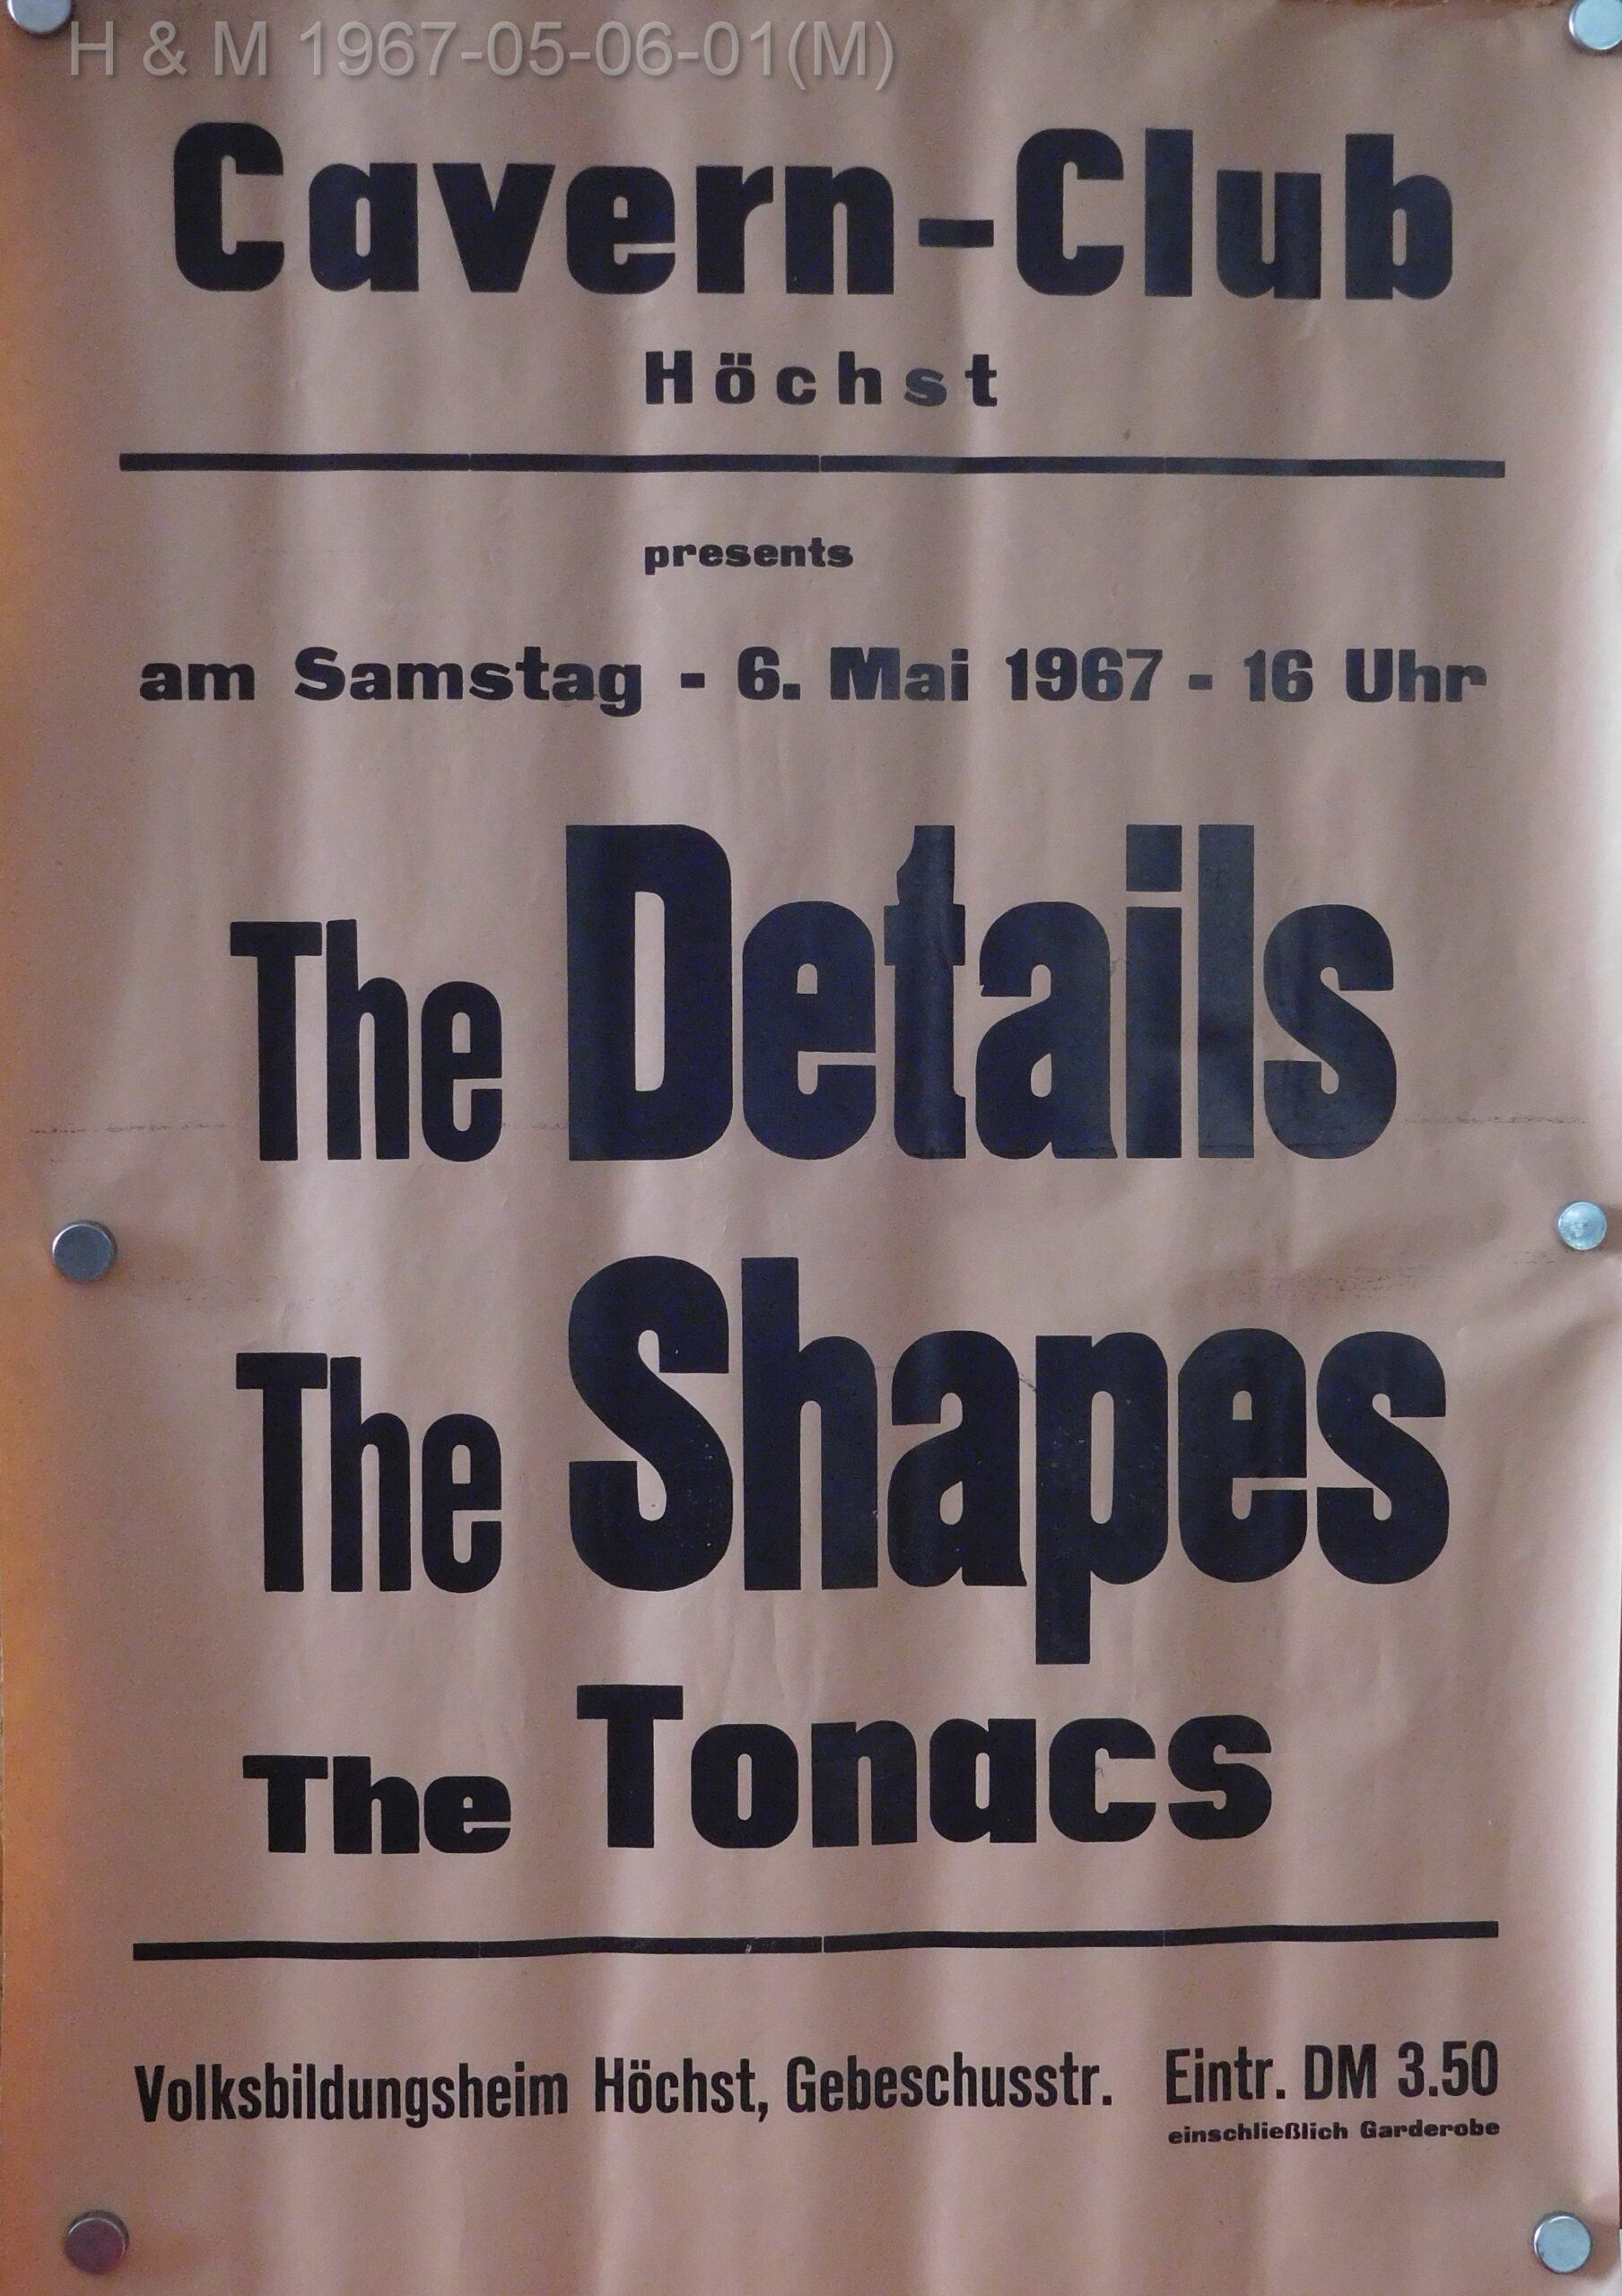 H & M 1967-05-06-01(M)
Cavern-Club
Höchst
presents
am Samstag - 6. Mai 1967 - 16 Uhr
The Details
The Shapes
The Tonacs
Volksbildungsheim Höchst, Gebeschusstr. Eintr. DM 3.50
einschließlich Garderobe